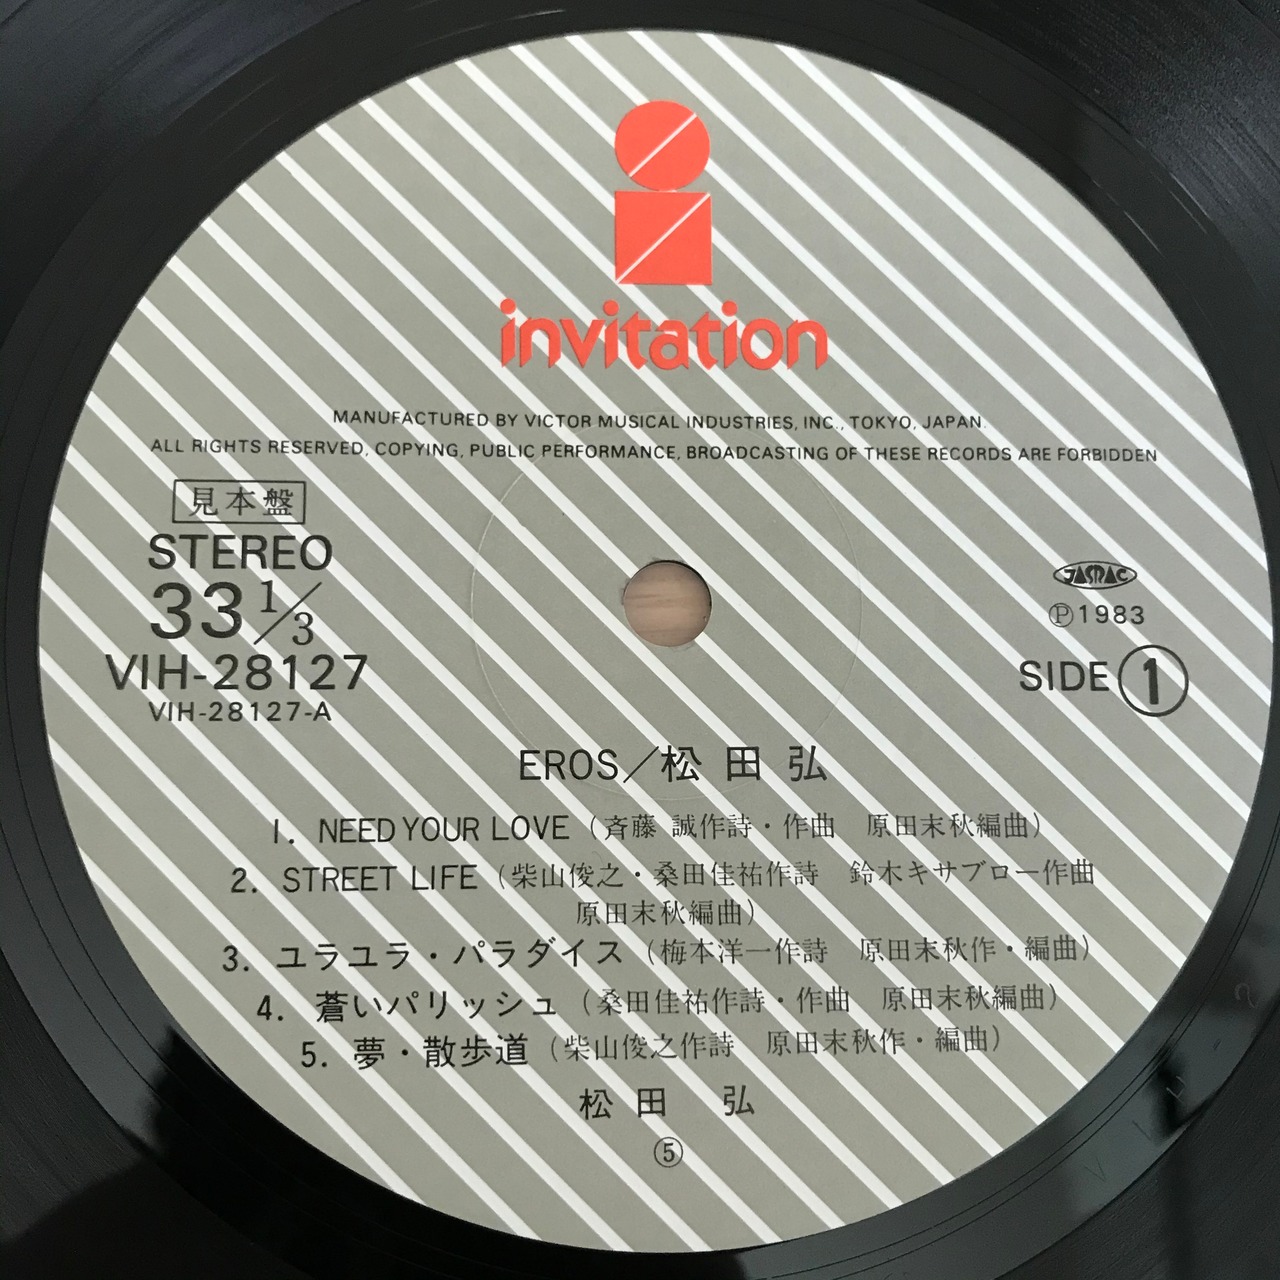 invitation
MANUFACTURED BY VICTOR MUSICAL INDUSTRIES, INC., TOKYO, JAPAN.
ALL RIGHTS RESERVED, COPYING, PUBLIC PERFORMANCE, BROADCASTING OF THESE RECORDS ARE FORBIDDEN
見本盤
STEREO
33 1/3
VIH-28127
VIH-28127-A
JASRAC
Ⓟ1983
SIDE 1
EROS/松田弘
1. NEED YOUR LOVE (斉藤 誠作詩・作曲 原田末秋編曲)
2. STREET LIFE (柴山俊之・桑田佳祐作詩 鈴木キサブロー作曲
原田末秋編曲)
3. ユラユラ・パラダイス (梅本洋一作詩 原田末秋作・編曲)
4. 蒼いパリッシュ (桑田佳祐作詩・作曲 原田末秋編曲)
5. 夢・散歩道 (柴山俊之作詩 原田末秋作・編曲)
松田 弘
⑤